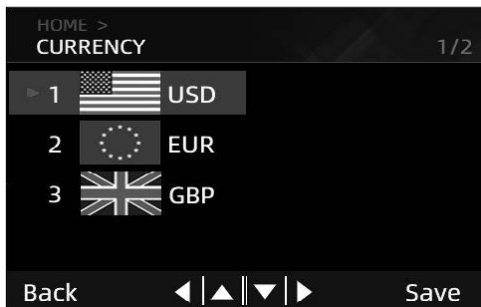 HOME >
CURRENCY 1/2
1 USD
2 EUR
3 GBP
Back Save